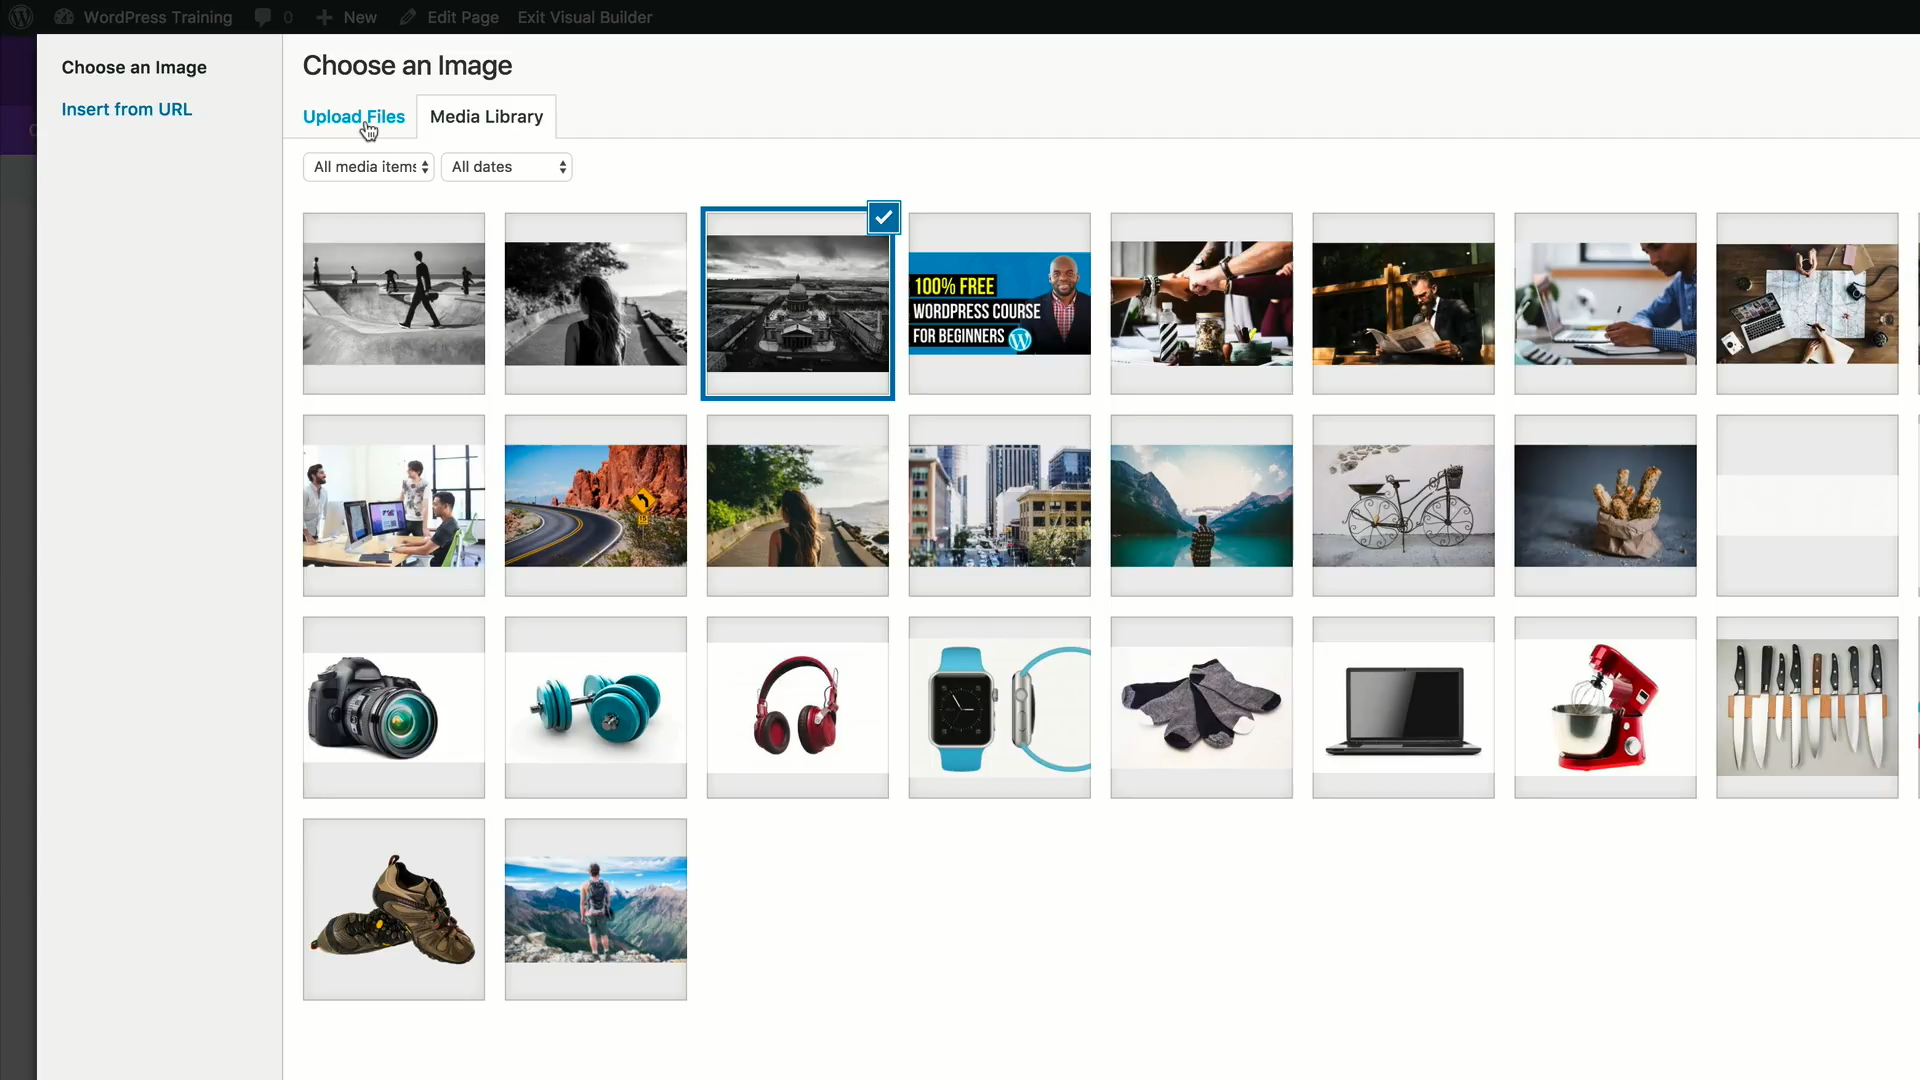 WordPress Training 0 New Edit Page Exit Visual Builder
Choose an Image
Insert from URL
Choose an Image
Upload Files Media Library
All media items All dates
100% FREE
WORDPRESS COURSE
FOR BEGINNERS